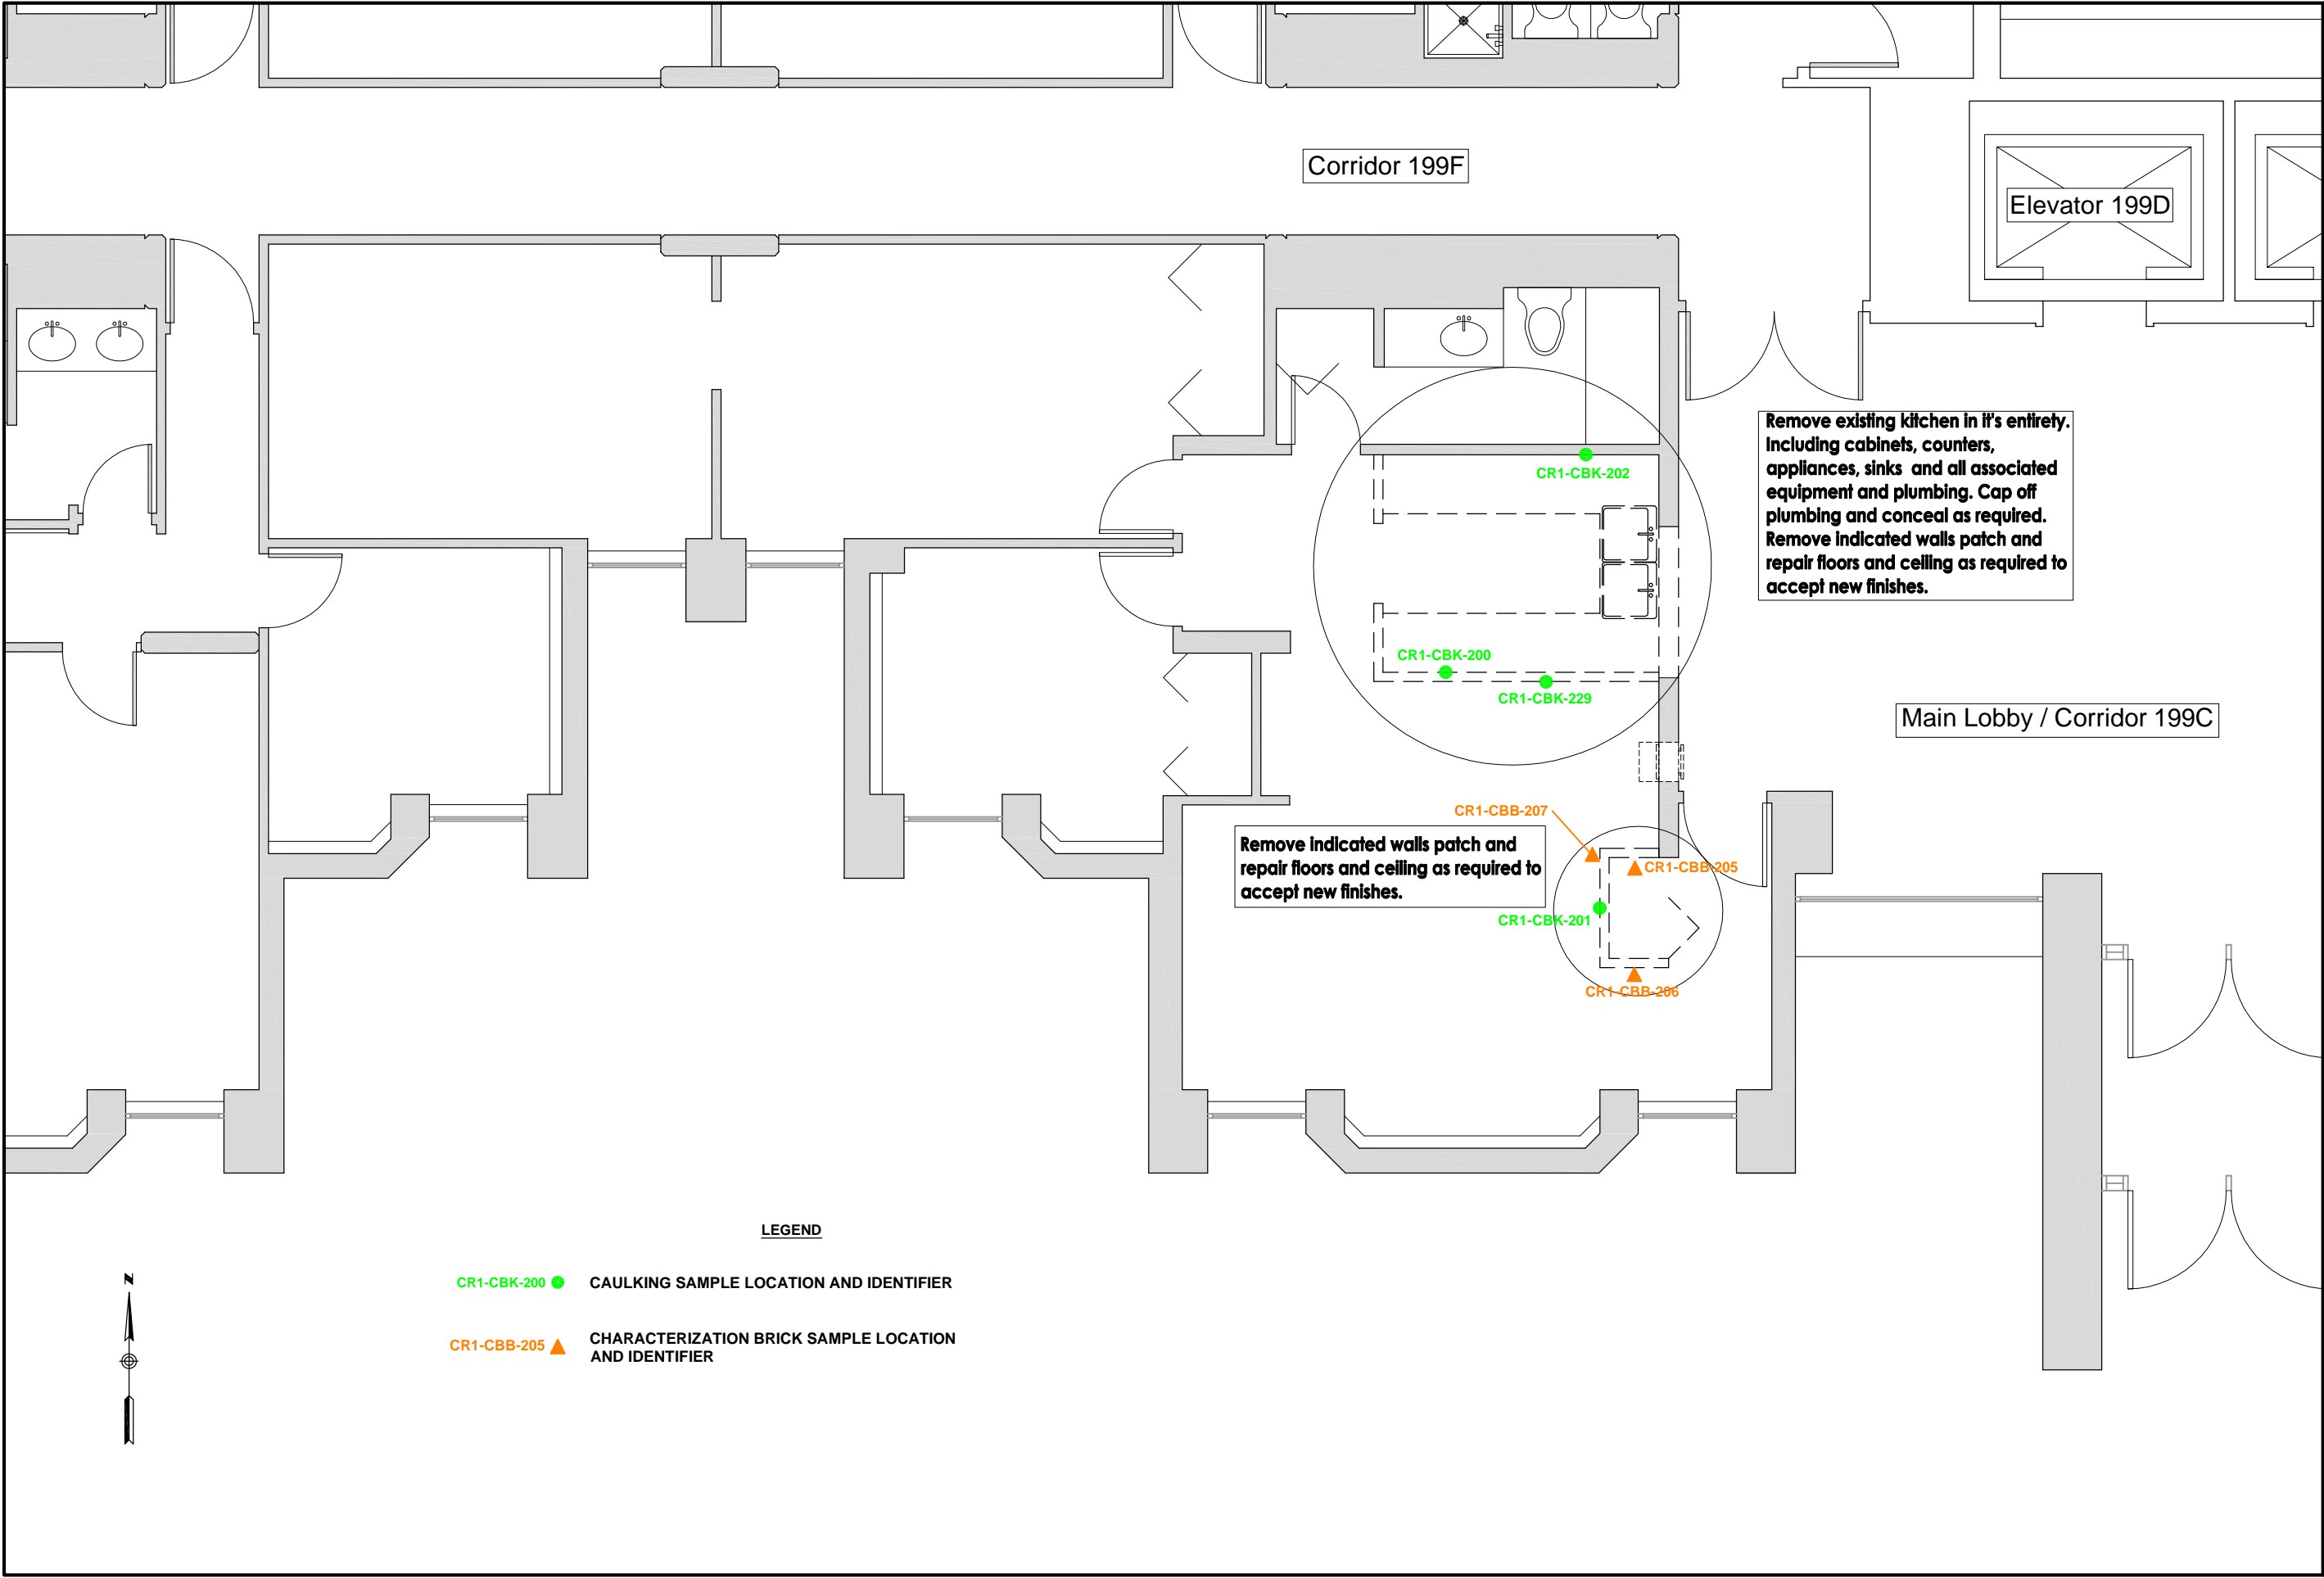 Corridor 199F
Elevator 199D
Remove existing kitchen in it's entirety.
Including cabinets, counters,
appliances, sinks and all associated
equipment and plumbing. Cap off
plumbing and conceal as required.
Remove indicated walls patch and
repair floors and ceiling as required to
accept new finishes.
CR1-CBK-202
CR1-CBK-200
CR1-CBK-229
Main Lobby / Corridor 199C
CR1-CBB-207
Remove indicated walls patch and
repair floors and ceiling as required to
accept new finishes.
CR1-CBB-205
CR1-CBK-201
CR1-CBB-206
LEGEND
N
CR1-CBK-200 CAULKING SAMPLE LOCATION AND IDENTIFIER
CR1-CBB-205 CHARACTERIZATION BRICK SAMPLE LOCATION
AND IDENTIFIER